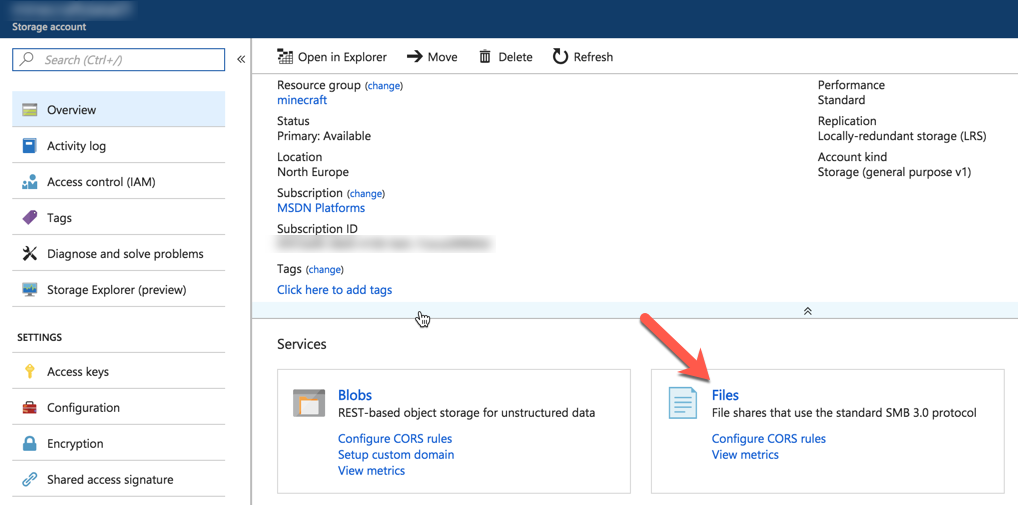 Storage account
Search (Ctrl+/)
Overview
Activity log
Access control (IAM)
Tags
Diagnose and solve problems
Storage Explorer (preview)
SETTINGS
Access keys
Configuration
Encryption
Shared access signature
Open in Explorer Move Delete Refresh
Resource group (change)
minecraft
Status
Primary: Available
Location
North Europe
Subscription (change)
MSDN Platforms
Subscription ID
Tags (change)
Click here to add tags
Performance
Standard
Replication
Locally-redundant storage (LRS)
Account kind
Storage (general purpose v1)
Services
Blobs
REST-based object storage for unstructured data
Configure CORS rules
Setup custom domain
View metrics
Files
File shares that use the standard SMB 3.0 protocol
Configure CORS rules
View metrics